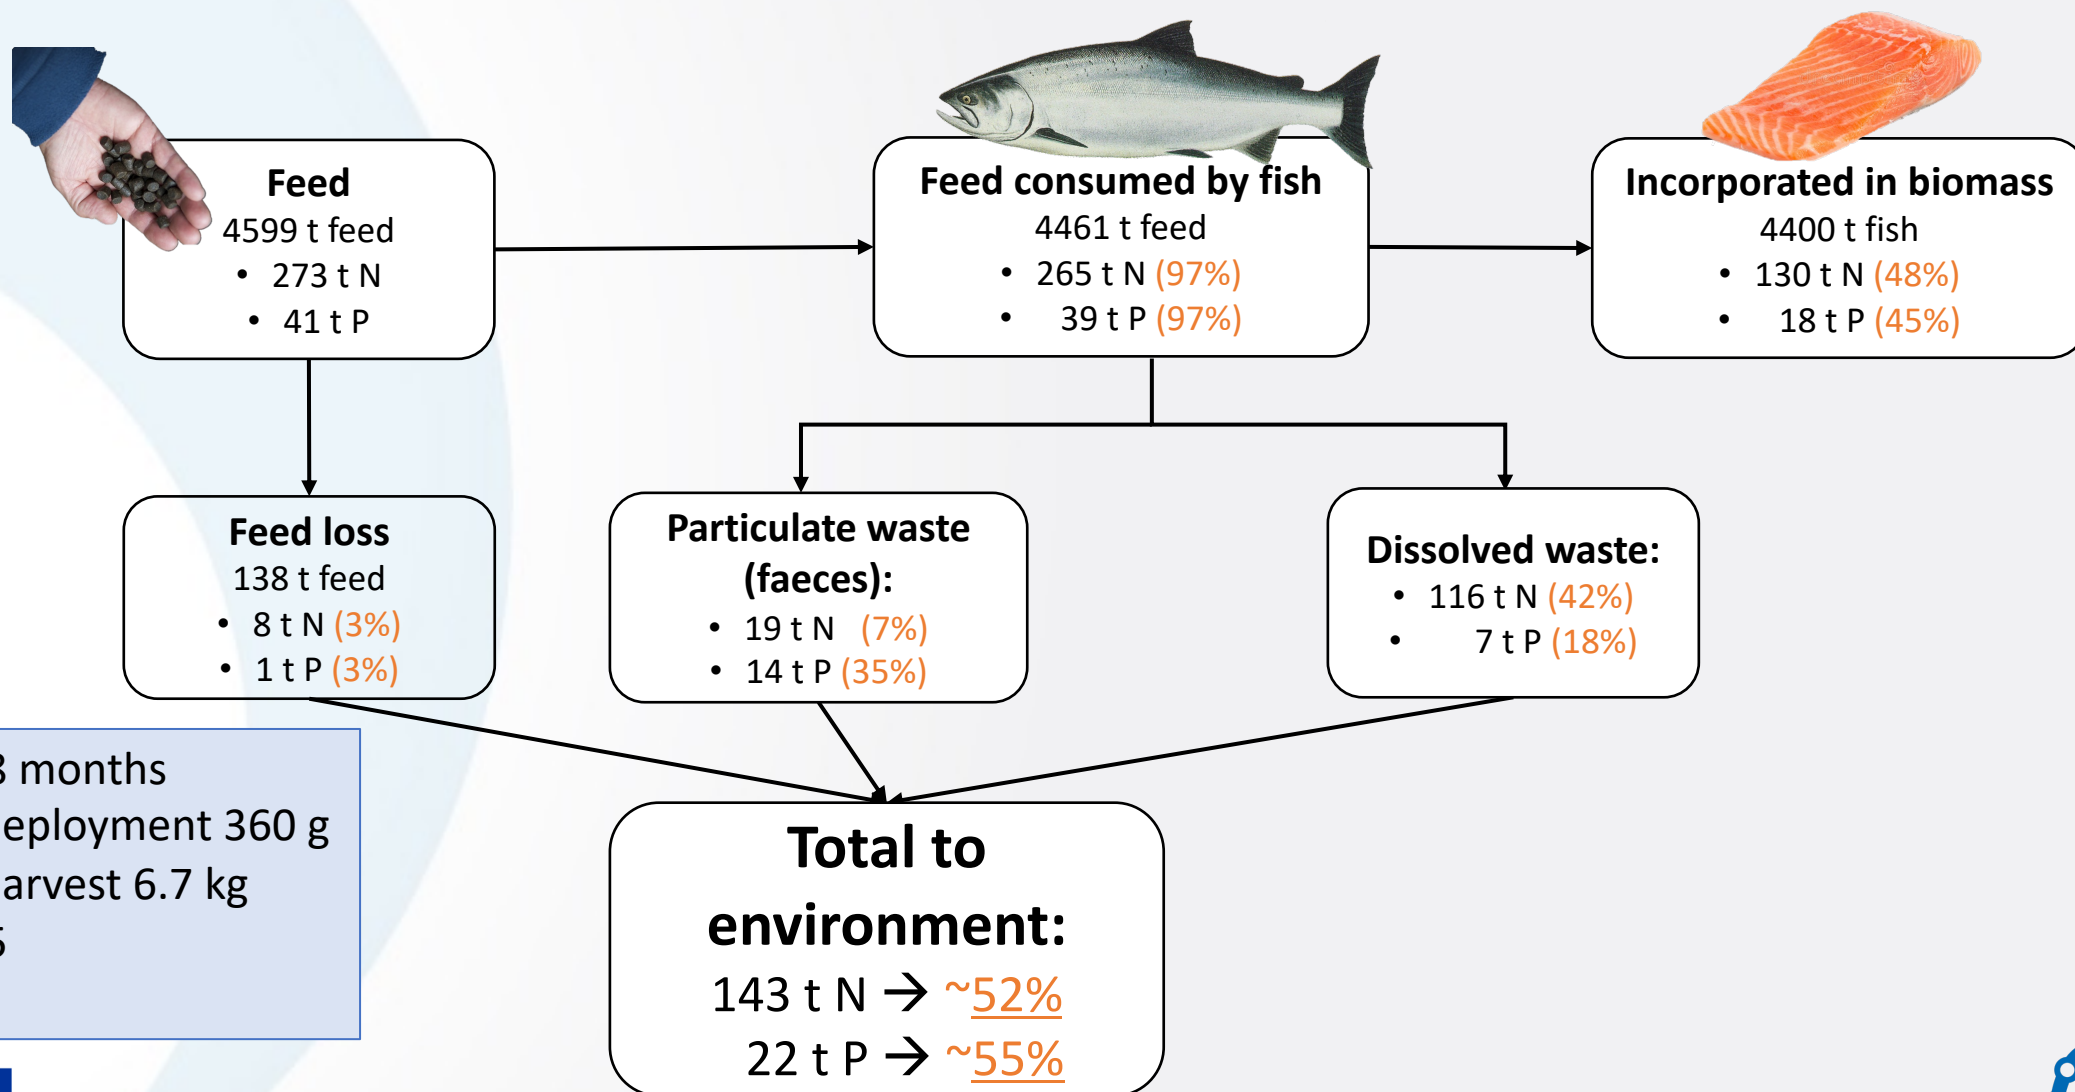 Feed
4599 t feed
• 273 t N
• 41 t P
Feed consumed by fish
4461 t feed
• 265 t N (97%)
• 39 t P (97%)
Incorporated in biomass
4400 t fish
• 130 t N (48%)
• 18 t P (45%)
Feed loss
138 t feed
• 8 t N (3%)
• 1 t P (3%)
Particulate waste
(faeces):
• 19 t N (7%)
• 14 t P (35%)
Dissolved waste:
• 116 t N (42%)
• 7 t P (18%)
months
eployment 360 g
arvest 6.7 kg
Total to
environment:
143 t N → ~52%
22 t P → ~55%